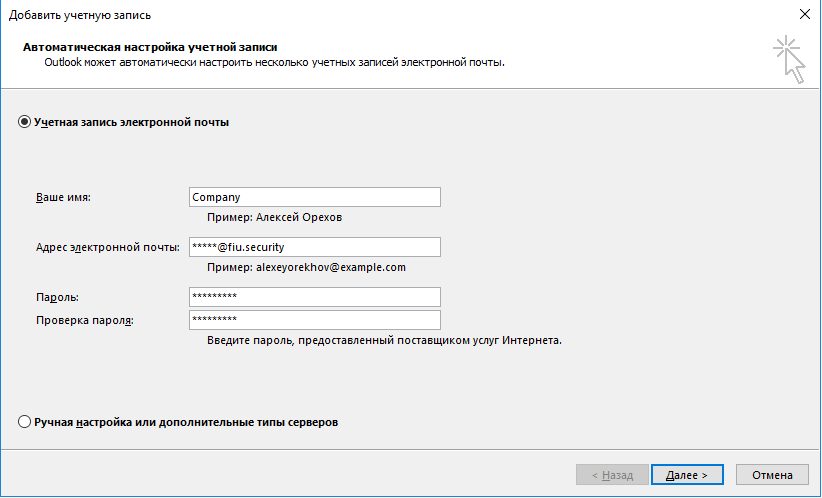 Добавить учетную запись
Автоматическая настройка учетной записи
Outlook может автоматически настроить несколько учетных записей электронной почты.
Учетная запись электронной почты
Ваше имя: Company
Пример: Алексей Орехов
Адрес электронной почты: *****@fiu.security
Пример: alexeyorekhov@example.com
Пароль: *********
Проверка пароля: *********
Введите пароль, предоставленный поставщиком услуг Интернета.
Ручная настройка или дополнительные типы серверов
< Назад Далее > Отмена